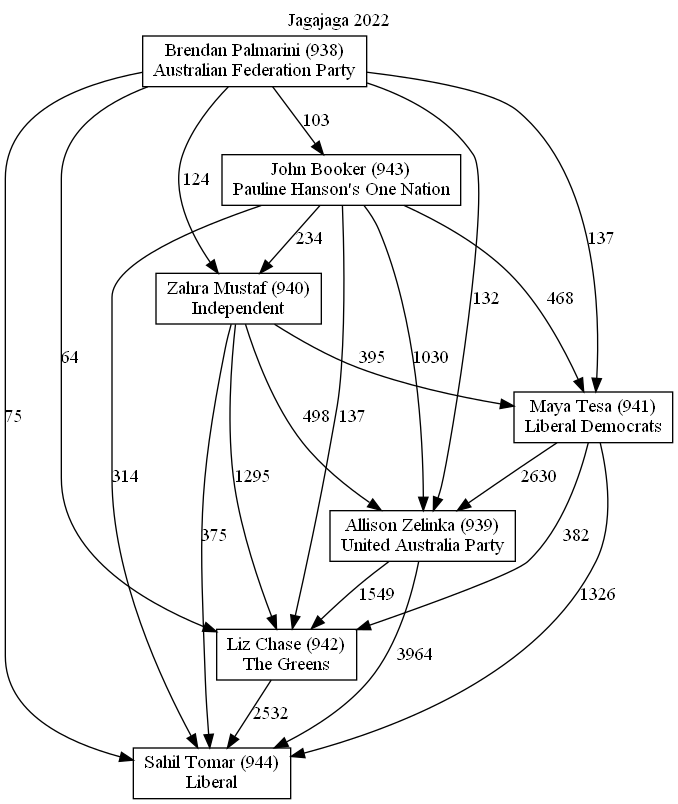 Jagajaga 2022
Brendan Palmarini (938)
Australian Federation Party
103
John Booker (943)
Pauline Hanson's One Nation
124
234
137
Zahra Mustaf (940)
Independent
132
468
64
395
1030
Maya Tesa (941)
Liberal Democrats
75
498
137
314
1295
2630
375
Allison Zelinka (939)
United Australia Party
382
1549
1326
Liz Chase (942)
The Greens
3964
2532
Sahil Tomar (944)
Liberal